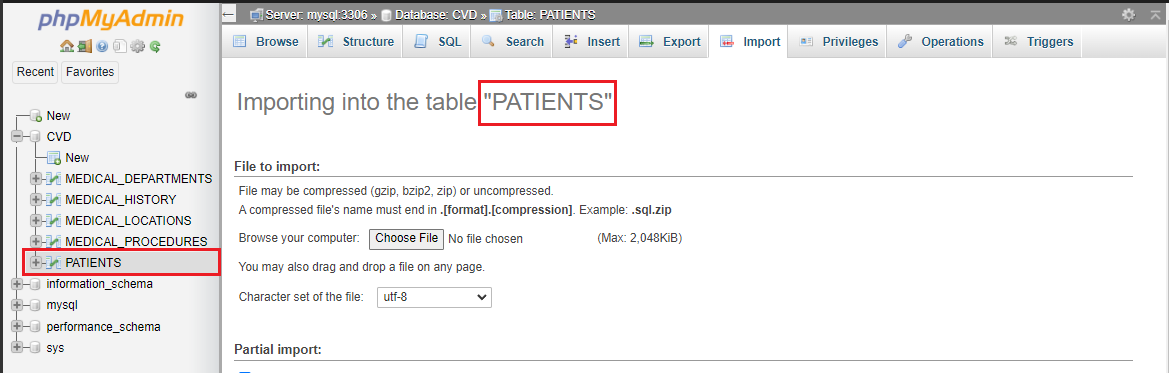 phpMyAdmin
Recent Favorites
New
CVD
New
MEDICAL_DEPARTMENTS
MEDICAL_HISTORY
MEDICAL_LOCATIONS
MEDICAL_PROCEDURES
PATIENTS
information_schema
mysql
performance_schema
sys
Server: mysql:3306 » Database: CVD » Table: PATIENTS
Browse Structure SQL Search Insert Export Import Privileges Operations Triggers
Importing into the table "PATIENTS"
File to import:
File may be compressed (gzip, bzip2, zip) or uncompressed.
A compressed file's name must end in .[format].[compression]. Example: .sql.zip
Browse your computer: Choose File No file chosen (Max: 2,048KiB)
You may also drag and drop a file on any page.
Character set of the file: utf-8
Partial import: